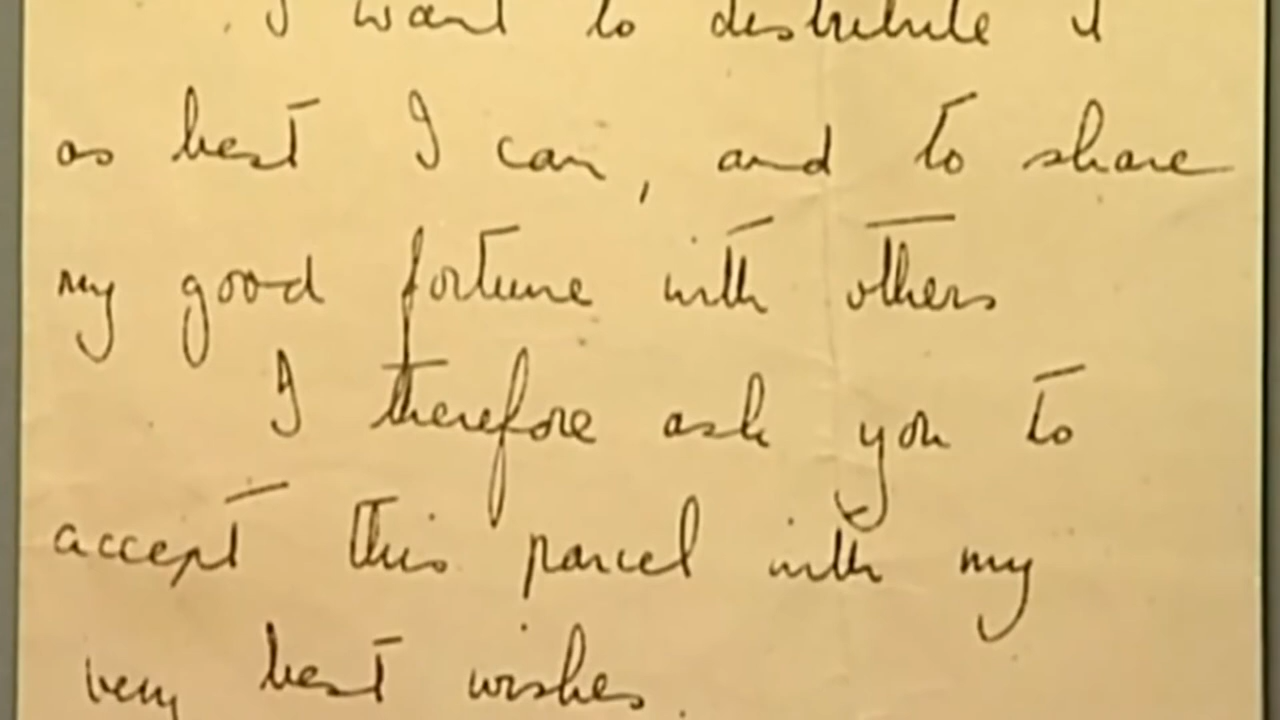 I want to distribute it
as best I can, and to share
my good fortune with others
I therefore ask you to
accept this parcel with my
very best wishes.